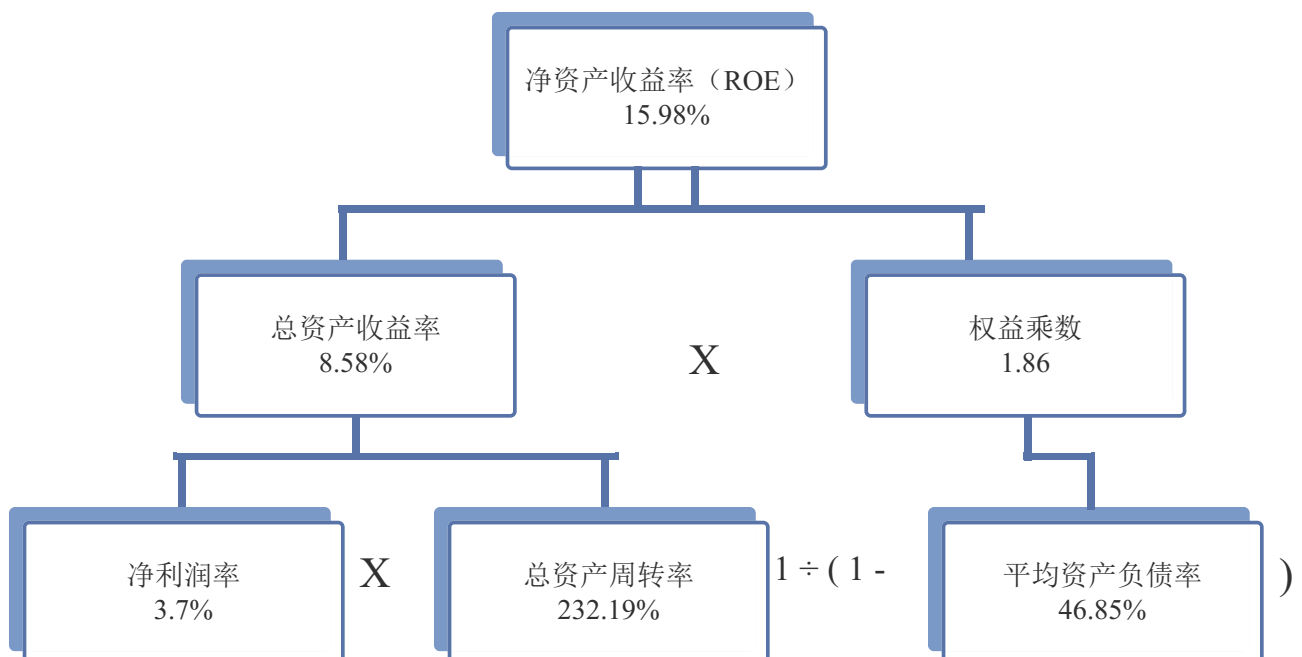 净资产收益率（ROE）
15.98%
总资产收益率
8.58%
X
权益乘数
1.86
净利润率
3.7%
X
总资产周转率
232.19%
1 ÷ ( 1 -
平均资产负债率
46.85%
)